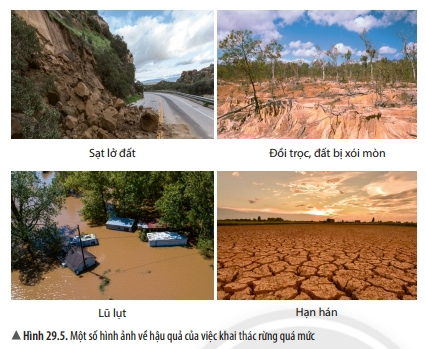 Sạt lở đất
Đồi trọc, đất bị xói mòn
Lũ lụt
Hạn hán
▲ Hình 29.5. Một số hình ảnh về hậu quả của việc khai thác rừng quá mức